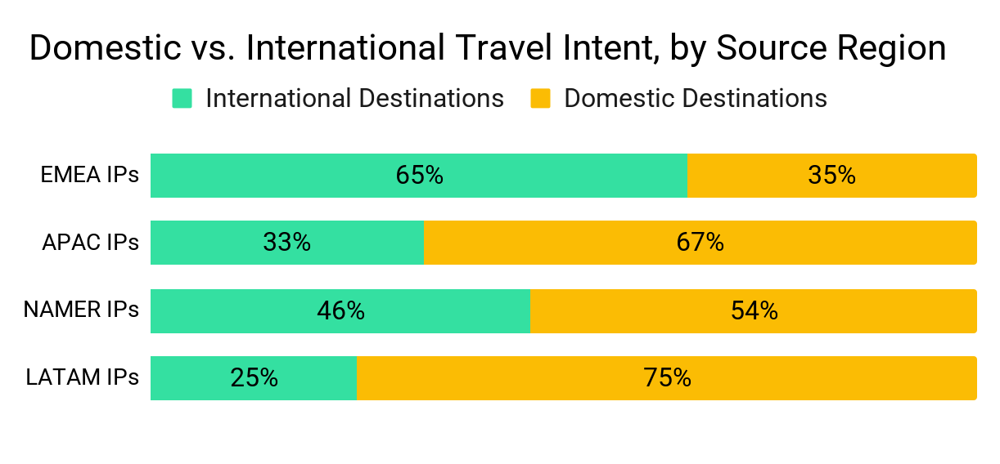 Domestic vs. International Travel Intent, by Source Region
International Destinations Domestic Destinations
EMEA IPs 65% 35%
APAC IPs 33% 67%
NAMER IPs 46% 54%
LATAM IPs 25% 75%